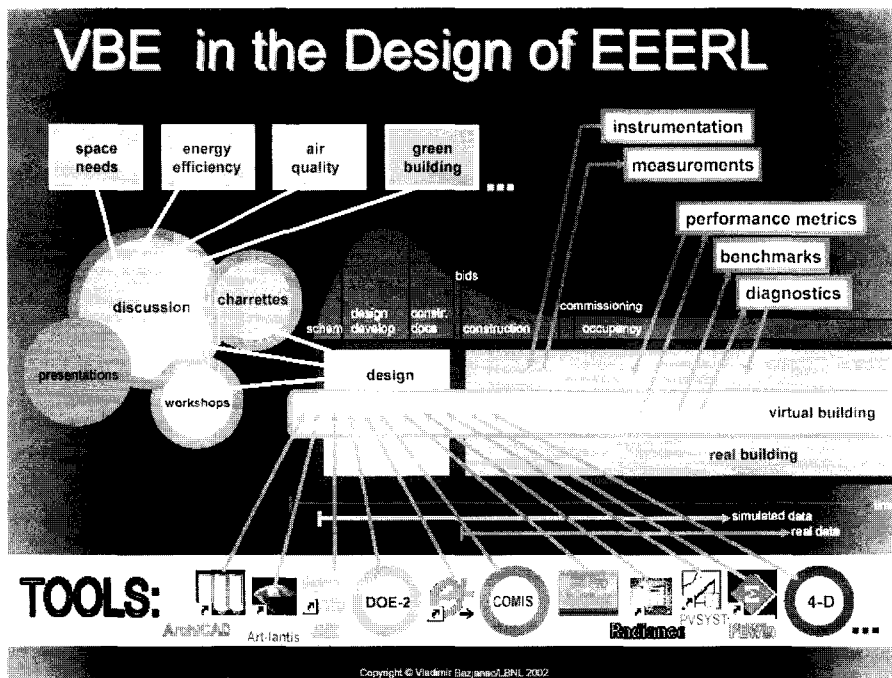 VBE in the Design of EEERL
space
needs
energy
efficiency
air
quality
green
building
...
instrumentation
measurements
performance metrics
benchmarks
diagnostics
discussion
charrettes
presentations
workshops
bids
schem
design
develop
constr.
docs
construction
commissioning
occupancy
design
virtual building
real building
simulated data
real data
TOOLS:
ArchiCAD
Art-lantis
DOE-2
COMIS
Radiance
PVSYST
4-D
...
Copyright © Vladimir Bazjanac/LBNL 2002